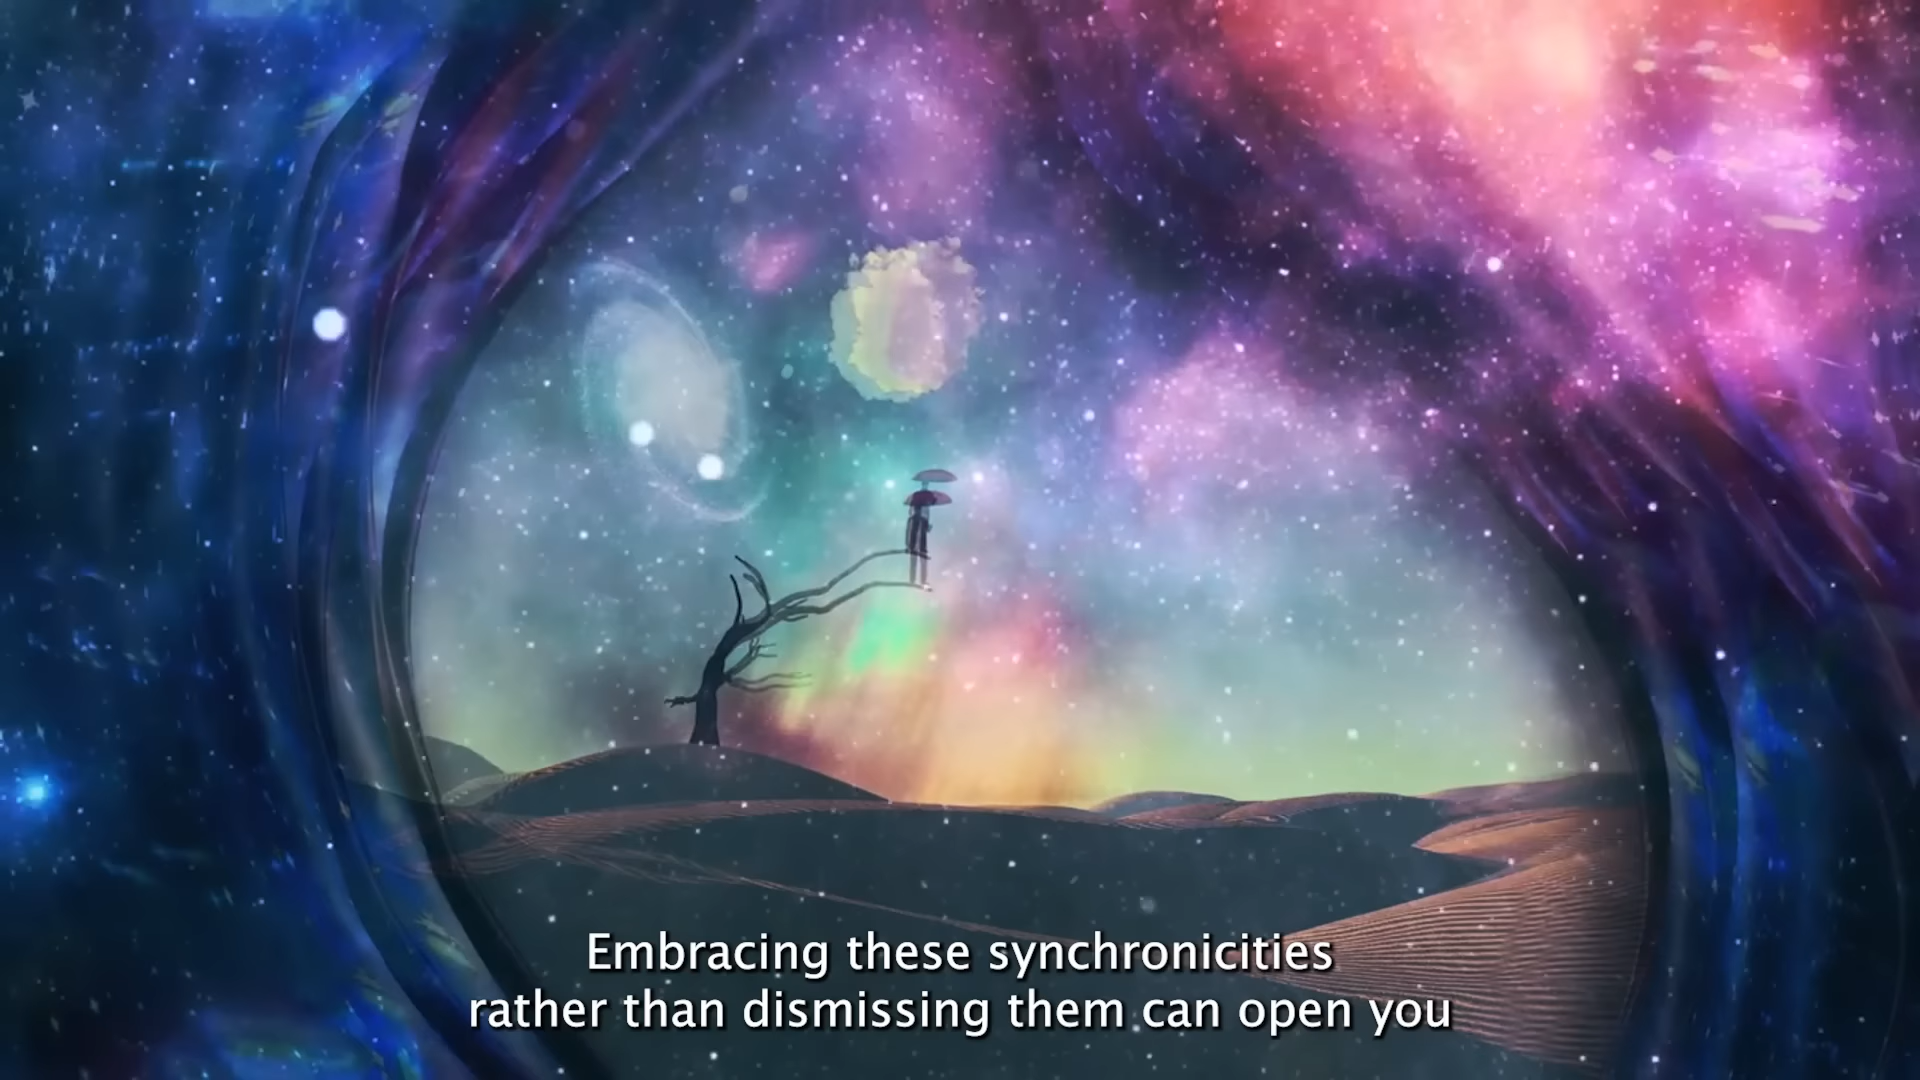 Embracing these synchronicities
rather than dismissing them can open you